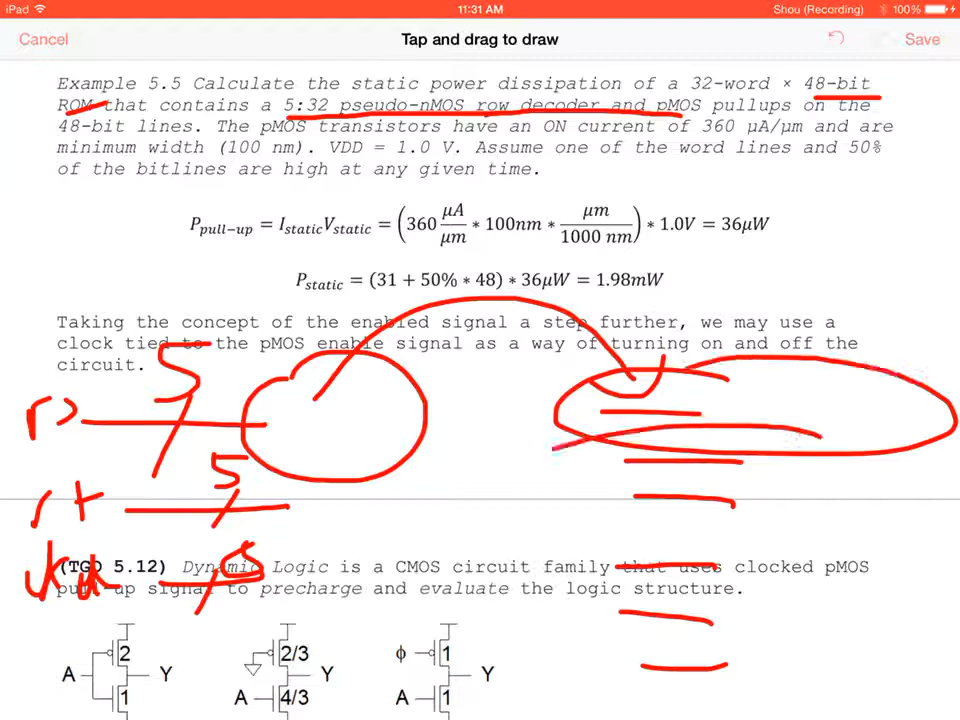 iPad 11:31 AM Shou (Recording) 100%
Cancel Tap and drag to draw Save
Example 5.5 Calculate the static power dissipation of a 32-word × 48-bit
ROM that contains a 5:32 pseudo-nMOS row decoder and pMOS pullups on the
48-bit lines. The pMOS transistors have an ON current of 360 µA/µm and are
minimum width (100 nm). VDD = 1.0 V. Assume one of the word lines and 50%
of the bitlines are high at any given time.
P_pull−up = I_static V_static = (360 µA/µm * 100nm * µm/1000 nm) * 1.0V = 36µW
P_static = (31 + 50% * 48) * 36µW = 1.98mW
Taking the concept of the enabled signal a step further, we may use a
clock tied to the pMOS enable signal as a way of turning on and off the
circuit.
5
rs
5
rt
5
(TGD 5.12) Dynamic Logic is a CMOS circuit family that uses clocked pMOS
pull-up signal to precharge and evaluate the logic structure.
2 2/3 ϕ 1
A Y Y Y
1 A 4/3 A 1